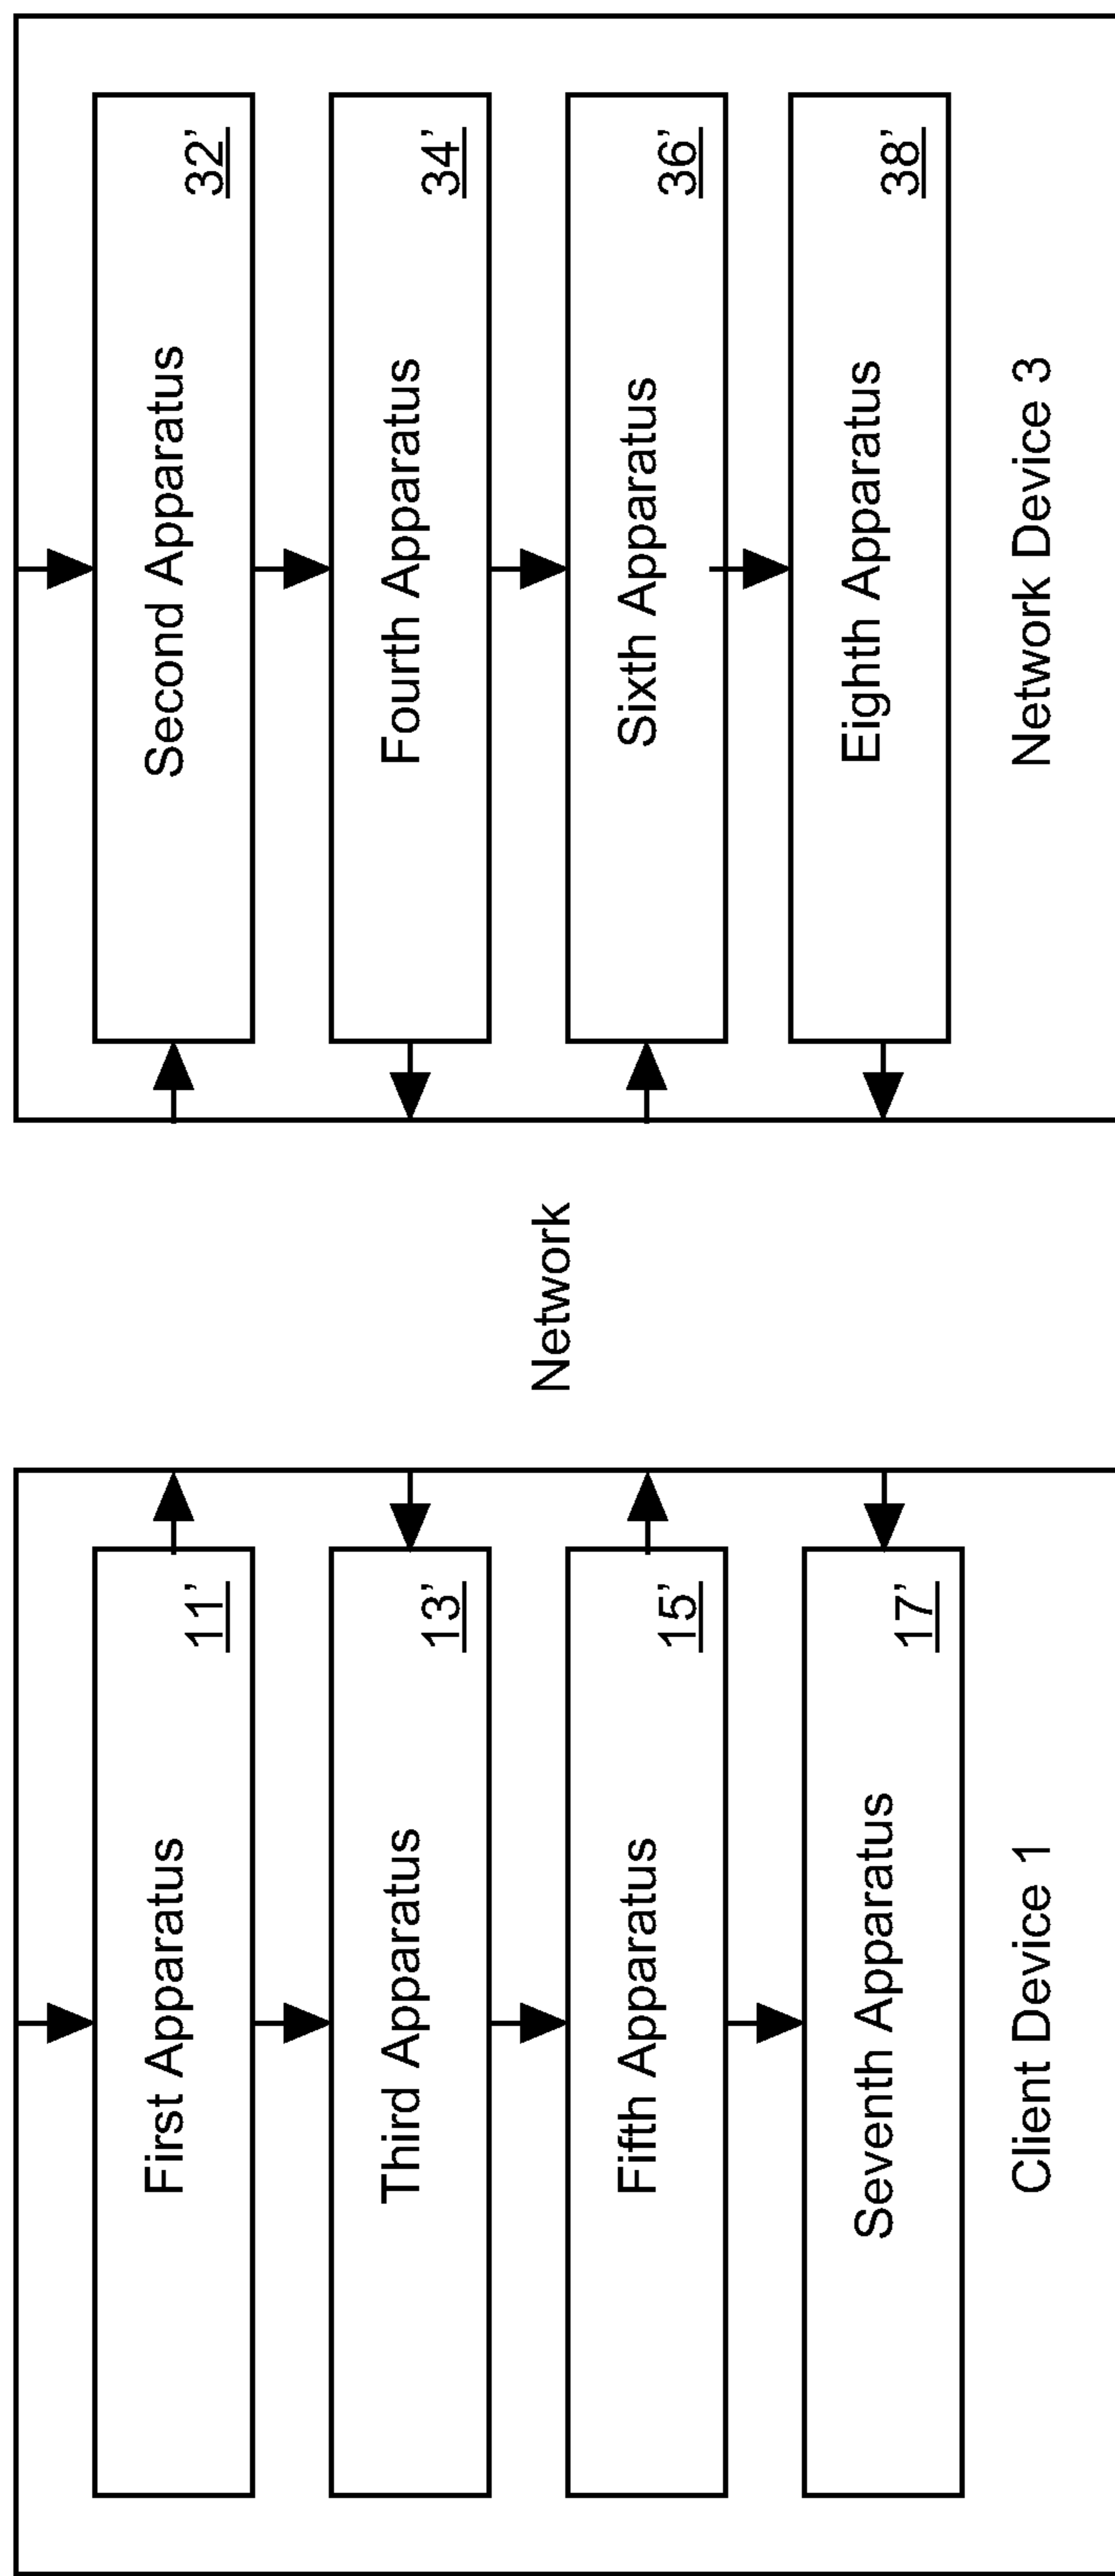 First Apparatus
11'
Third Apparatus
13'
Fifth Apparatus
15'
Seventh Apparatus
17'
Client Device 1
Network
Second Apparatus
32'
Fourth Apparatus
34'
Sixth Apparatus
36'
Eighth Apparatus
38'
Network Device 3